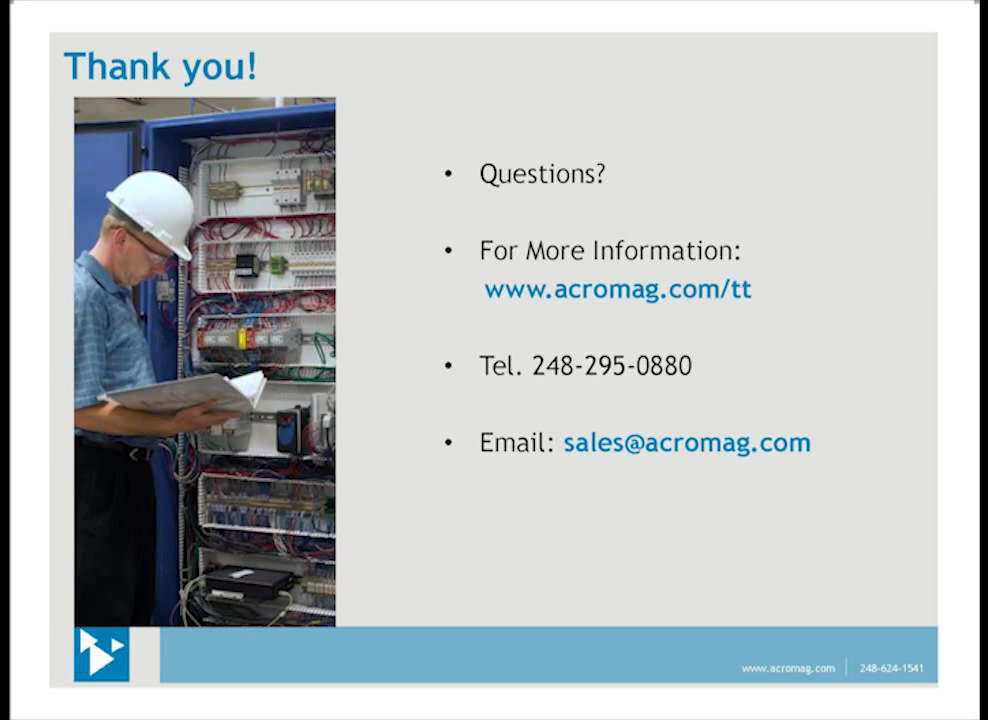 Thank you!
• Questions?
• For More Information:
www.acromag.com/tt
• Tel. 248-295-0880
• Email: sales@acromag.com
www.acromag.com | 248-624-1541